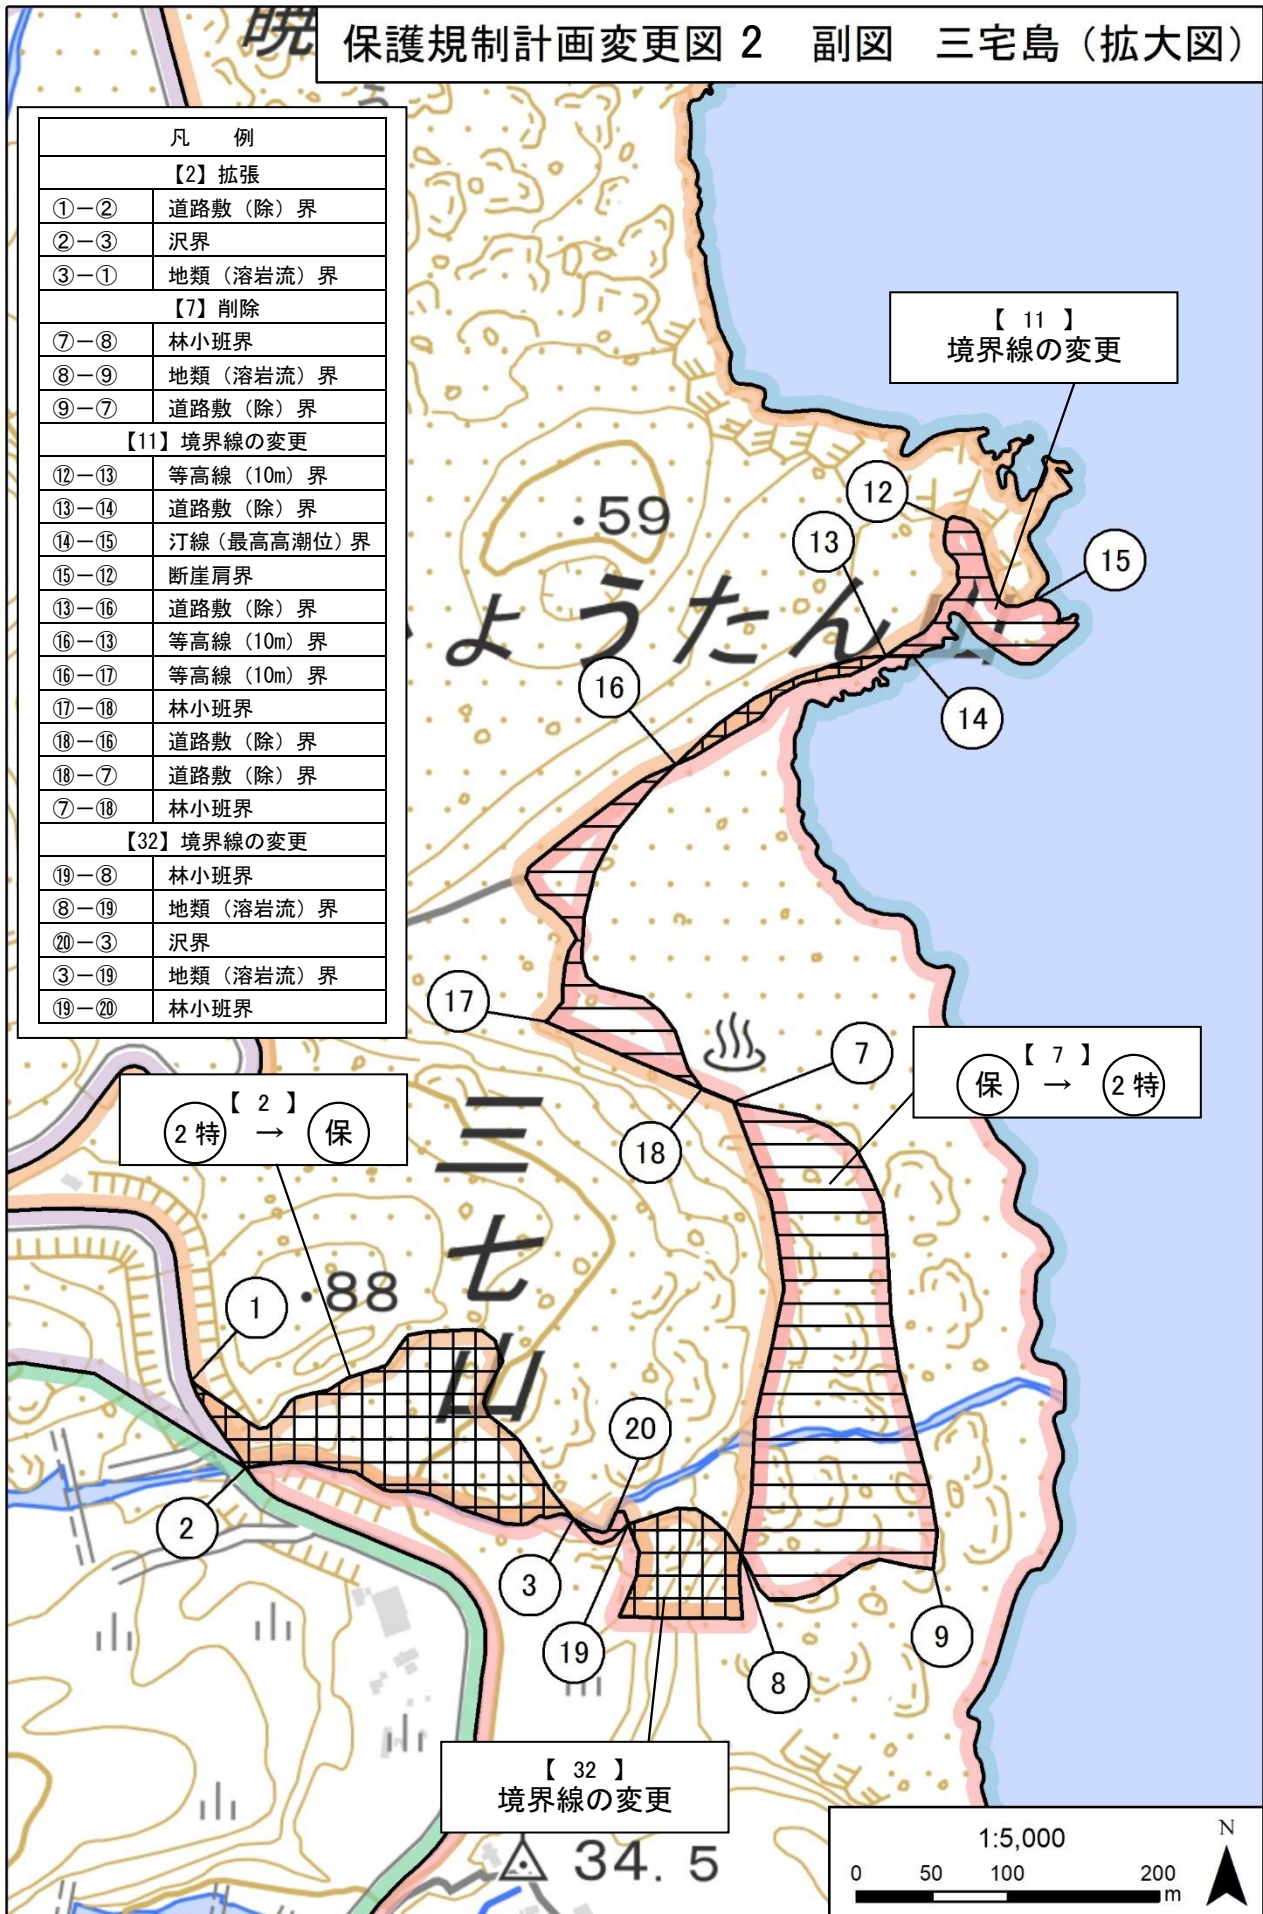 保護規制計画変更図 2　副図　三宅島（拡大図）
凡　例
【2】拡張
①－②　道路敷（除）界
②－③　沢界
③－①　地類（溶岩流）界
【7】削除
⑦－⑧　林小班界
⑧－⑨　地類（溶岩流）界
⑨－⑦　道路敷（除）界
【11】境界線の変更
⑫－⑬　等高線（10m）界
⑬－⑭　道路敷（除）界
⑭－⑮　汀線（最高高潮位）界
⑮－⑫　断崖肩界
⑬－⑯　道路敷（除）界
⑯－⑬　等高線（10m）界
⑯－⑰　等高線（10m）界
⑰－⑱　林小班界
⑱－⑯　道路敷（除）界
⑱－⑦　道路敷（除）界
⑦－⑱　林小班界
【32】境界線の変更
⑲－⑧　林小班界
⑧－⑲　地類（溶岩流）界
⑳－③　沢界
③－⑲　地類（溶岩流）界
⑲－⑳　林小班界
暁
【 11 】
境界線の変更
12
・59
13
15
ょうたん山
16
14
17
7
【 7 】
保 → 2特
18
【 2 】
2特 → 保
三七山
1
・88
20
2
3
19
9
8
【 32 】
境界線の変更
34.5
1:5,000
N
0 50 100 200
m